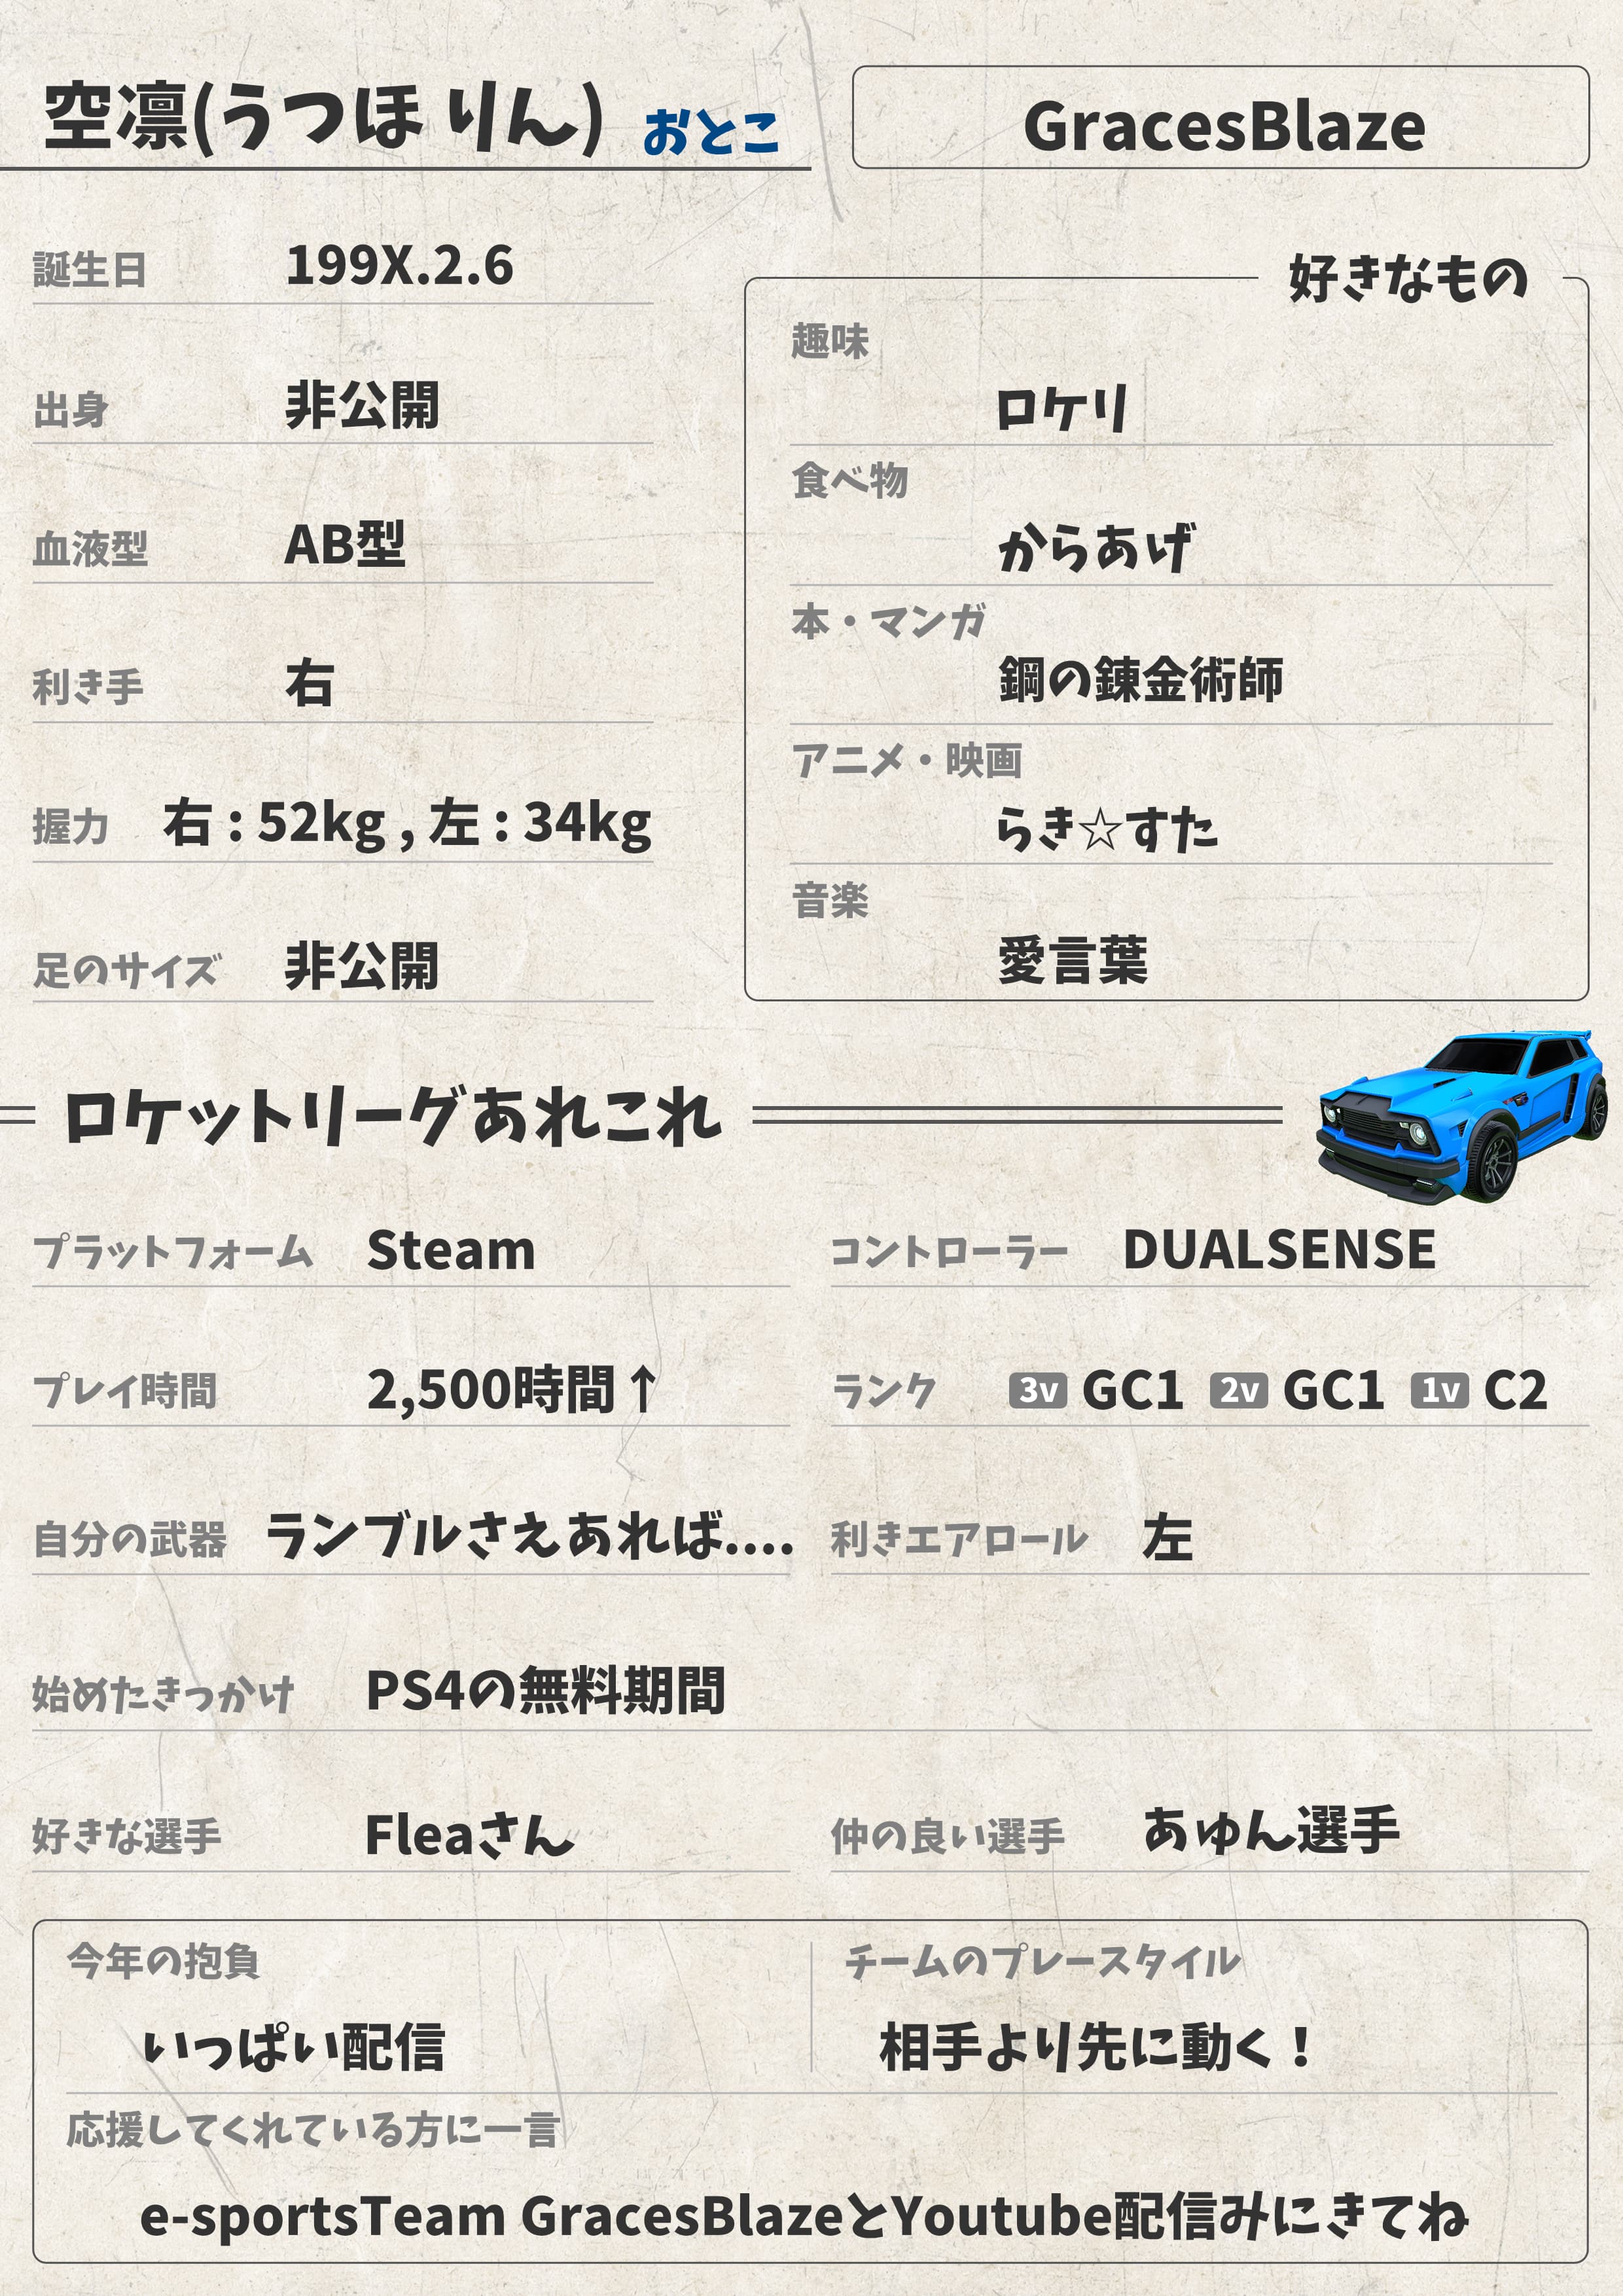 空凛(うつほ りん) おとこ
GracesBlaze
誕生日 199X.2.6
出身 非公開
血液型 AB型
利き手 右
握力 右 : 52kg , 左 : 34kg
足のサイズ 非公開
好きなもの
趣味
ロケリ
食べ物
からあげ
本・マンガ
鋼の錬金術師
アニメ・映画
らき☆すた
音楽
愛言葉
ロケットリーグあれこれ
プラットフォーム Steam
コントローラー DUALSENSE
プレイ時間 2,500時間↑
ランク 3v GC1 2v GC1 1v C2
自分の武器 ランブルさえあれば....
利きエアロール 左
始めたきっかけ PS4の無料期間
好きな選手 Fleaさん
仲の良い選手 あゅん選手
今年の抱負
いっぱい配信
チームのプレースタイル
相手より先に動く！
応援してくれている方に一言
e-sportsTeam GracesBlazeとYoutube配信みにきてね